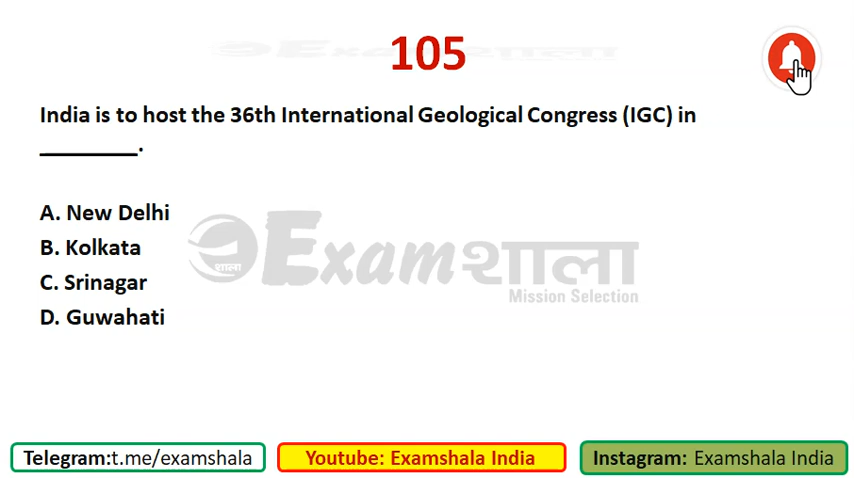 105
India is to host the 36th International Geological Congress (IGC) in
________.
A. New Delhi
B. Kolkata
C. Srinagar
D. Guwahati
शाला
Examशाला
Mission Selection
Telegram:t.me/examshala
Youtube: Examshala India
Instagram: Examshala India